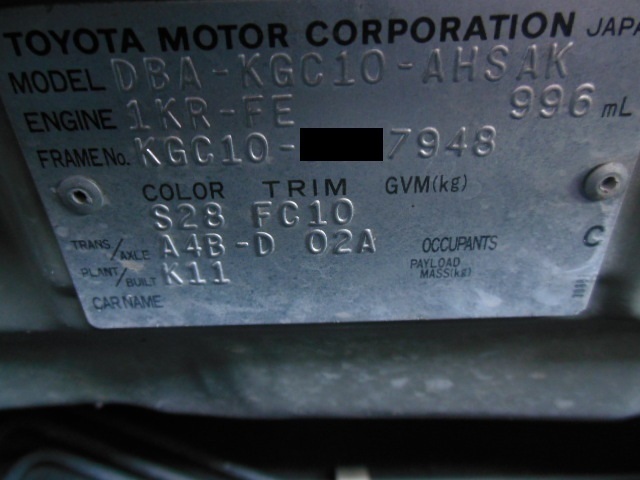 TOYOTA MOTOR CORPORATION JAPA
MODEL DBA-KGC10-AHSAK
ENGINE 1KR-FE 996 mL
FRAME No. KGC10- 7948
COLOR TRIM GVM(kg)
S28 FC10
TRANS/AXLE A4B-D 02A OCCUPANTS C
PLANT/BUILT K11 PAYLOAD MASS(kg)
CAR NAME